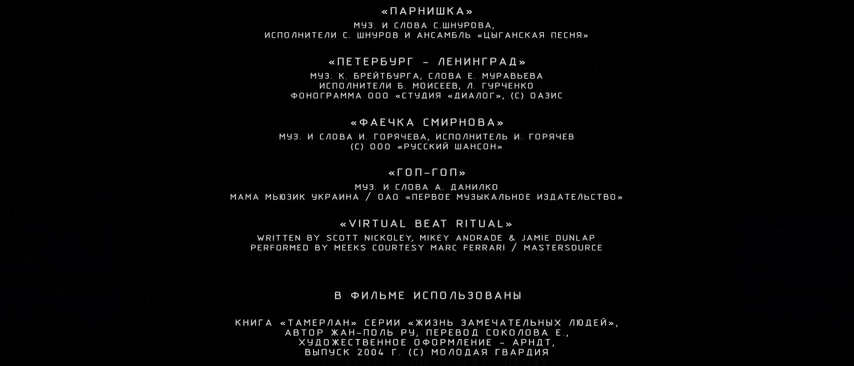 «ПАРНИШКА»
МУЗ. И СЛОВА С.ШНУРОВА,
ИСПОЛНИТЕЛИ С. ШНУРОВ И АНСАМБЛЬ «ЦЫГАНСКАЯ ПЕСНЯ»
«ПЕТЕРБУРГ – ЛЕНИНГРАД»
МУЗ. К. БРЕЙТБУРГА, СЛОВА Е. МУРАВЬЕВА
ИСПОЛНИТЕЛИ Б. МОИСЕЕВ, Л. ГУРЧЕНКО
ФОНОГРАММА ООО «СТУДИЯ «ДИАЛОГ», (С) ОАЗИС
«ФАЕЧКА СМИРНОВА»
МУЗ. И СЛОВА И. ГОРЯЧЕВА, ИСПОЛНИТЕЛЬ И. ГОРЯЧЕВ
(С) ООО «РУССКИЙ ШАНСОН»
«ГОП-ГОП»
МУЗ. И СЛОВА А. ДАНИЛКО
МАМА МЬЮЗИК УКРАИНА / ОАО «ПЕРВОЕ МУЗЫКАЛЬНОЕ ИЗДАТЕЛЬСТВО»
«VIRTUAL BEAT RITUAL»
WRITTEN BY SCOTT NICKOLEY, MIKEY ANDRADE & JAMIE DUNLAP
PERFORMED BY MEEKS COURTESY MARC FERRARI / MASTERSOURCE
В ФИЛЬМЕ ИСПОЛЬЗОВАНЫ
КНИГА «ТАМЕРЛАН» СЕРИИ «ЖИЗНЬ ЗАМЕЧАТЕЛЬНЫХ ЛЮДЕЙ»,
АВТОР ЖАН-ПОЛЬ РУ, ПЕРЕВОД СОКОЛОВА Е.,
ХУДОЖЕСТВЕННОЕ ОФОРМЛЕНИЕ – АРНДТ,
ВЫПУСК 2004 Г. (С) МОЛОДАЯ ГВАРДИЯ